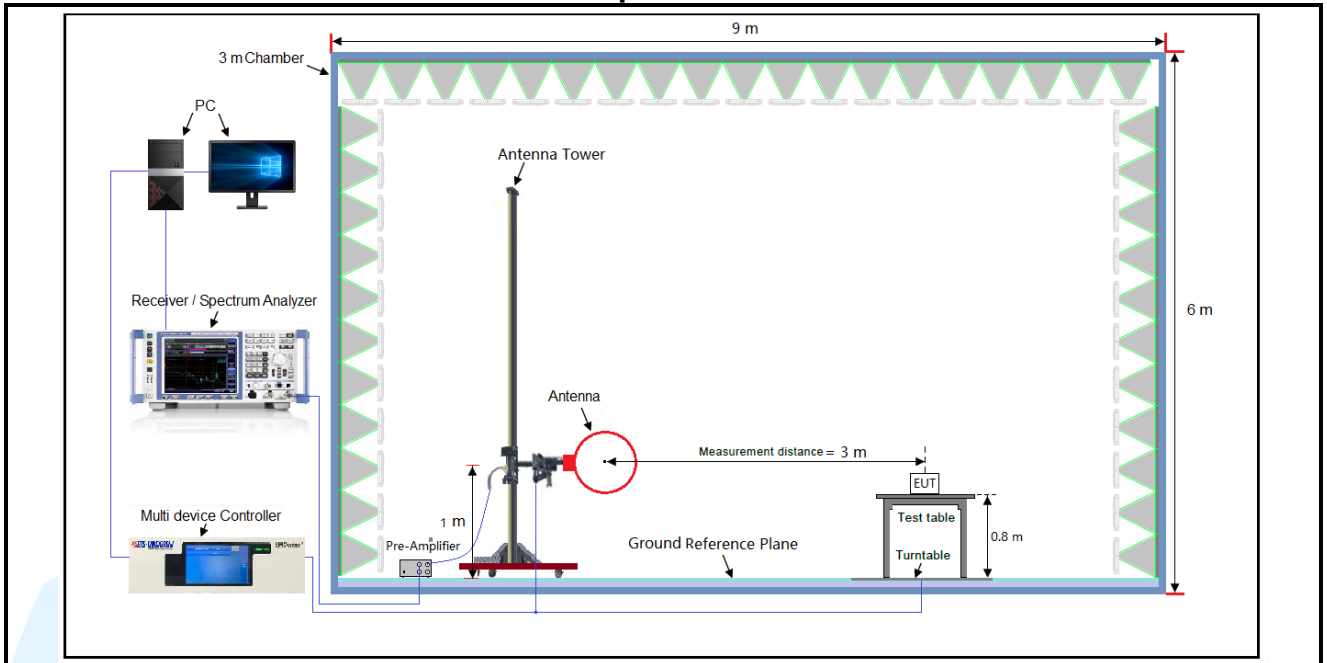 9 m
3 m Chamber
PC
Antenna Tower
Receiver / Spectrum Analyzer
6 m
Antenna
Measurement distance = 3 m
EUT
Multi device Controller
1 m
Test table
0.8 m
Pre-Amplifier
Ground Reference Plane
Turntable